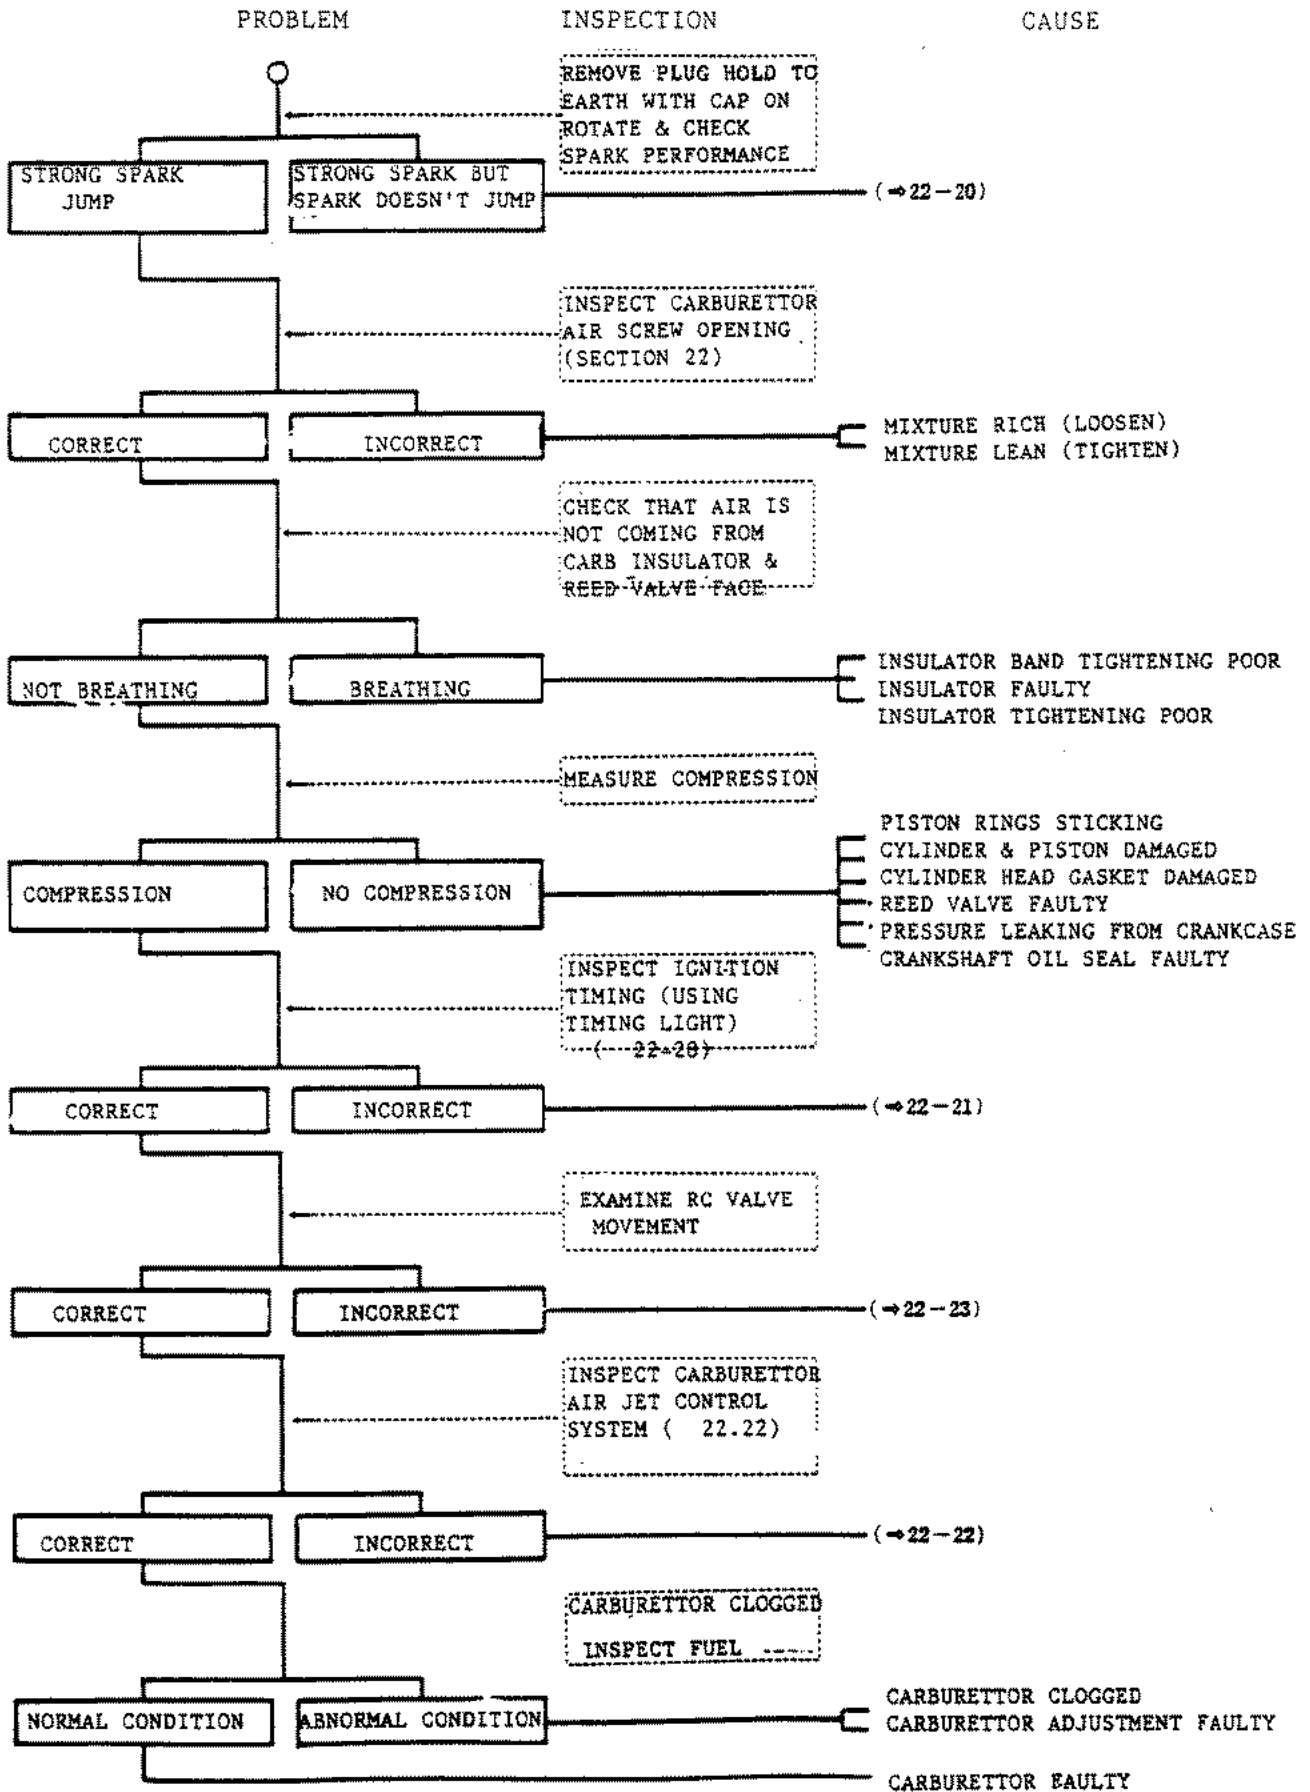 PROBLEM INSPECTION CAUSE
REMOVE PLUG HOLD TO
EARTH WITH CAP ON
ROTATE & CHECK
SPARK PERFORMANCE
STRONG SPARK
JUMP
STRONG SPARK BUT
SPARK DOESN'T JUMP
(⇒22-20)
INSPECT CARBURETTOR
AIR SCREW OPENING
(SECTION 22)
CORRECT
INCORRECT
MIXTURE RICH (LOOSEN)
MIXTURE LEAN (TIGHTEN)
CHECK THAT AIR IS
NOT COMING FROM
CARB INSULATOR &
REED VALVE FACE
NOT BREATHING
BREATHING
INSULATOR BAND TIGHTENING POOR
INSULATOR FAULTY
INSULATOR TIGHTENING POOR
MEASURE COMPRESSION
COMPRESSION
NO COMPRESSION
PISTON RINGS STICKING
CYLINDER & PISTON DAMAGED
CYLINDER HEAD GASKET DAMAGED
REED VALVE FAULTY
PRESSURE LEAKING FROM CRANKCASE
CRANKSHAFT OIL SEAL FAULTY
INSPECT IGNITION
TIMING (USING
TIMING LIGHT)
( 22-20)
CORRECT
INCORRECT
(⇒22-21)
EXAMINE RC VALVE
MOVEMENT
CORRECT
INCORRECT
(⇒22-23)
INSPECT CARBURETTOR
AIR JET CONTROL
SYSTEM ( 22.22)
CORRECT
INCORRECT
(⇒22-22)
CARBURETTOR CLOGGED
INSPECT FUEL
NORMAL CONDITION
ABNORMAL CONDITION
CARBURETTOR CLOGGED
CARBURETTOR ADJUSTMENT FAULTY
CARBURETTOR FAULTY